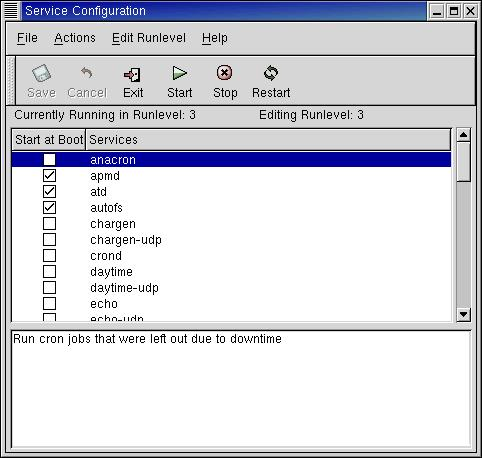 Service Configuration
File Actions Edit Runlevel Help
Save Cancel Exit Start Stop Restart
Currently Running in Runlevel: 3 Editing Runlevel: 3
Start at Boot Services
anacron
apmd
atd
autofs
chargen
chargen-udp
crond
daytime
daytime-udp
echo
echo-udp
Run cron jobs that were left out due to downtime